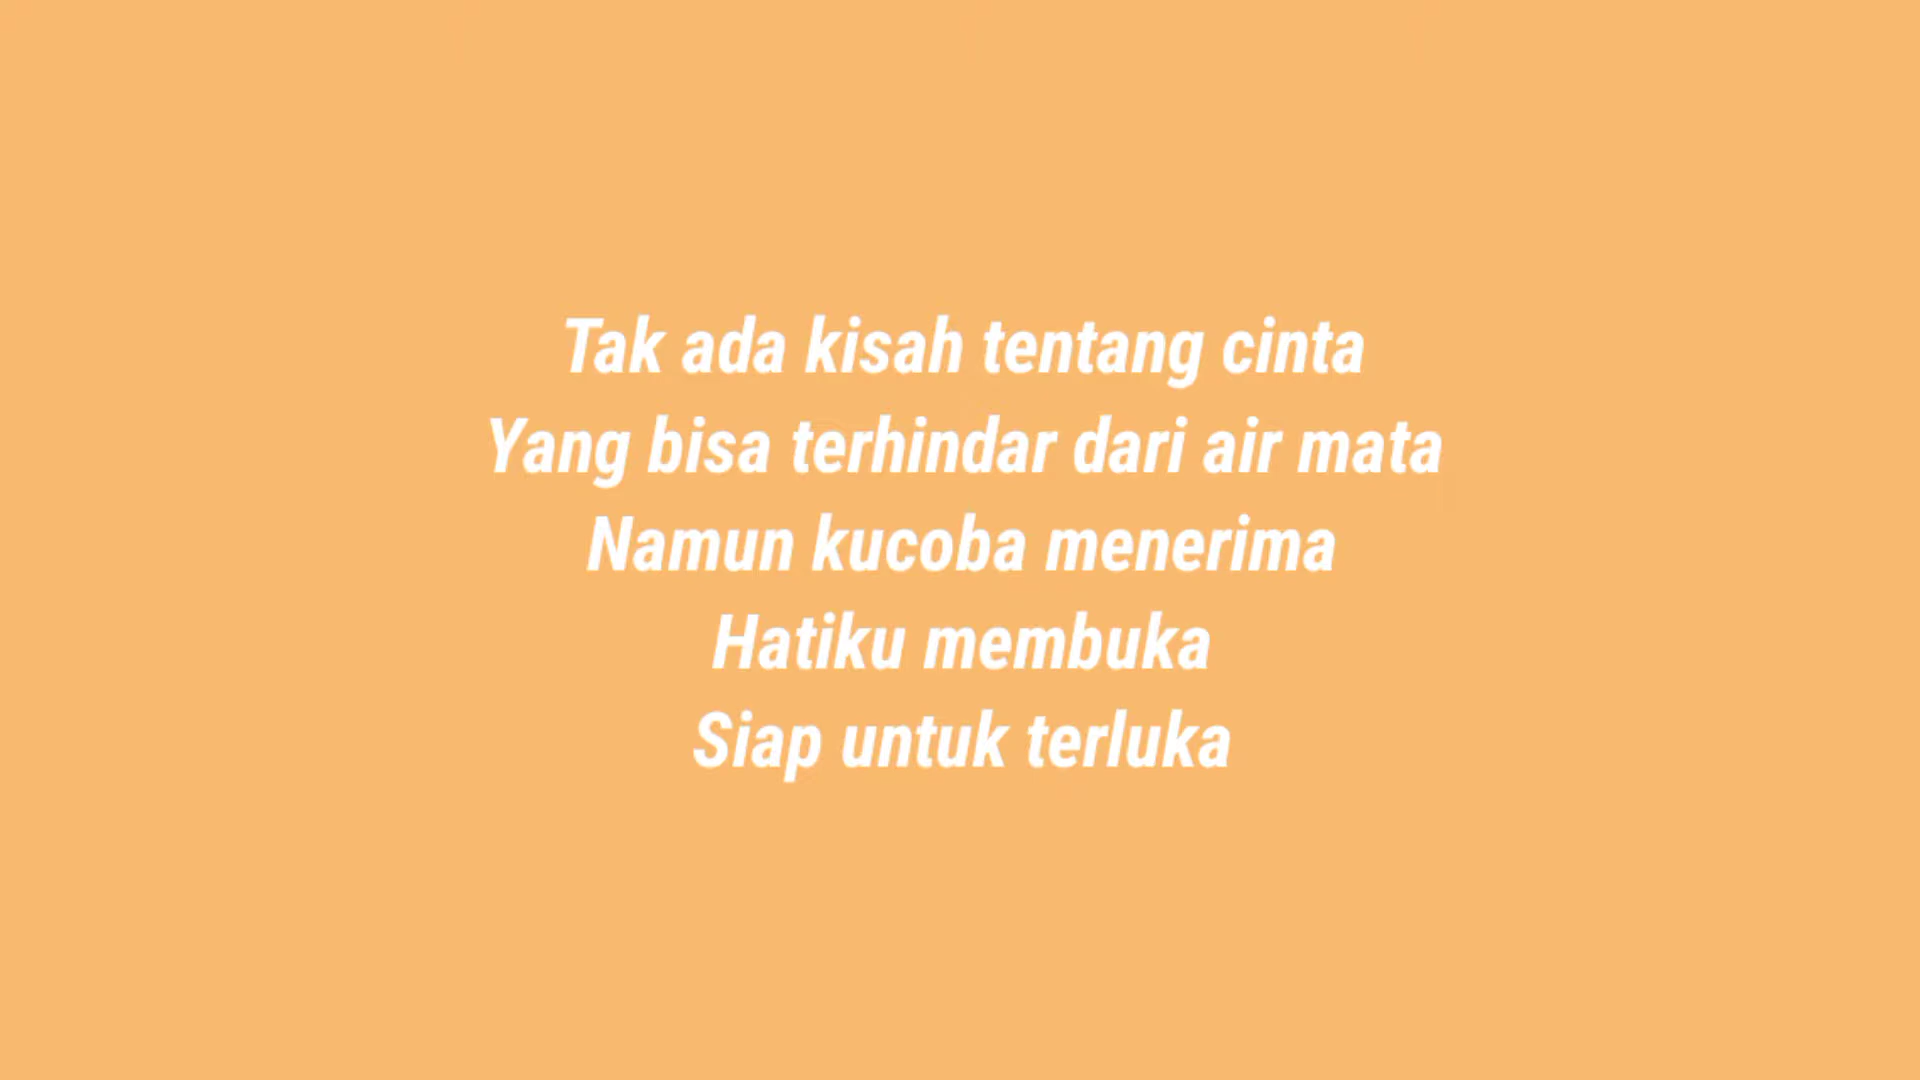 Tak ada kisah tentang cinta
Yang bisa terhindar dari air mata
Namun kucoba menerima
Hatiku membuka
Siap untuk terluka